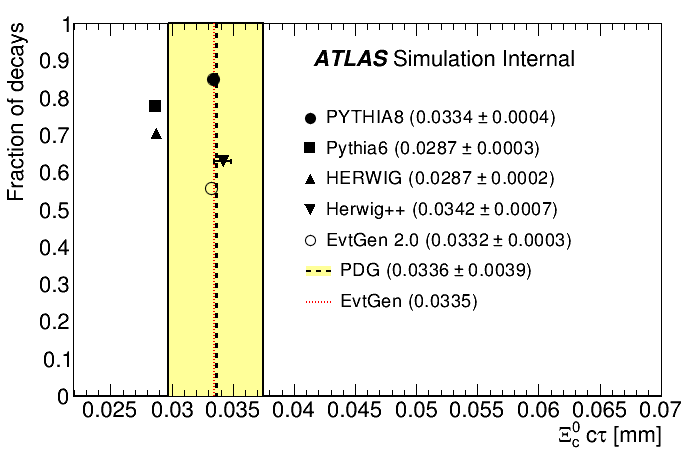 Fraction of decays
1
0.9
0.8
0.7
0.6
0.5
0.4
0.3
0.2
0.1
0
ATLAS Simulation Internal
PYTHIA8 (0.0334 ± 0.0004)
Pythia6 (0.0287 ± 0.0003)
HERWIG (0.0287 ± 0.0002)
Herwig++ (0.0342 ± 0.0007)
EvtGen 2.0 (0.0332 ± 0.0003)
PDG (0.0336 ± 0.0039)
EvtGen (0.0335)
0.025 0.03 0.035 0.04 0.045 0.05 0.055 0.06 0.065 0.07
Ξ⁰c cτ [mm]